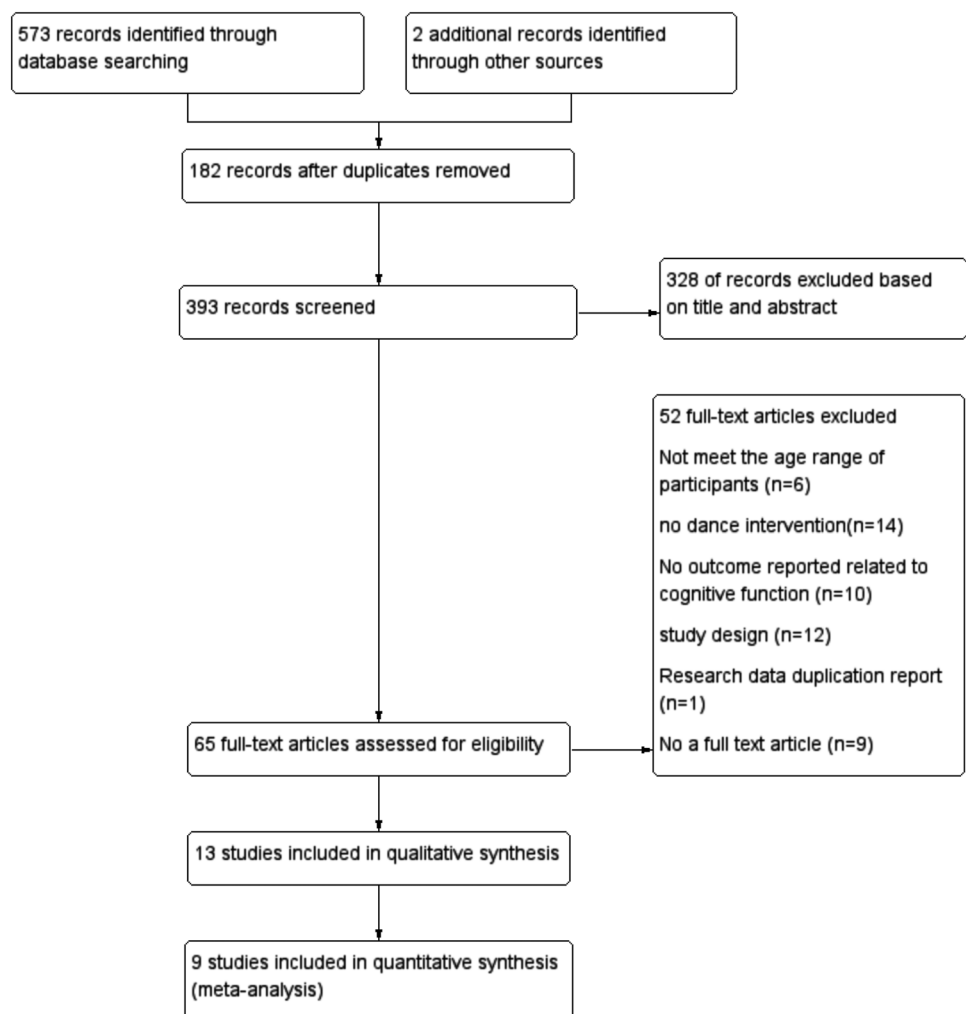 573 records identified through
database searching
2 additional records identified
through other sources
182 records after duplicates removed
393 records screened
328 of records excluded based
on title and abstract
52 full-text articles excluded
Not meet the age range of
participants (n=6)
no dance intervention(n=14)
No outcome reported related to
cognitive function (n=10)
study design (n=12)
Research data duplication report
(n=1)
No a full text article (n=9)
65 full-text articles assessed for eligibility
13 studies included in qualitative synthesis
9 studies included in quantitative synthesis
(meta-analysis)